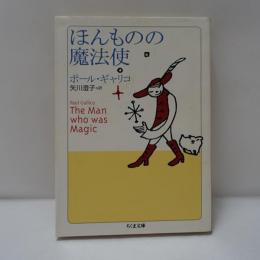 ほんものの
魔法使
ポール・ギャリコ
矢川澄子=訳
Paul Gallico
The Man
who was
Magic
ちくま文庫